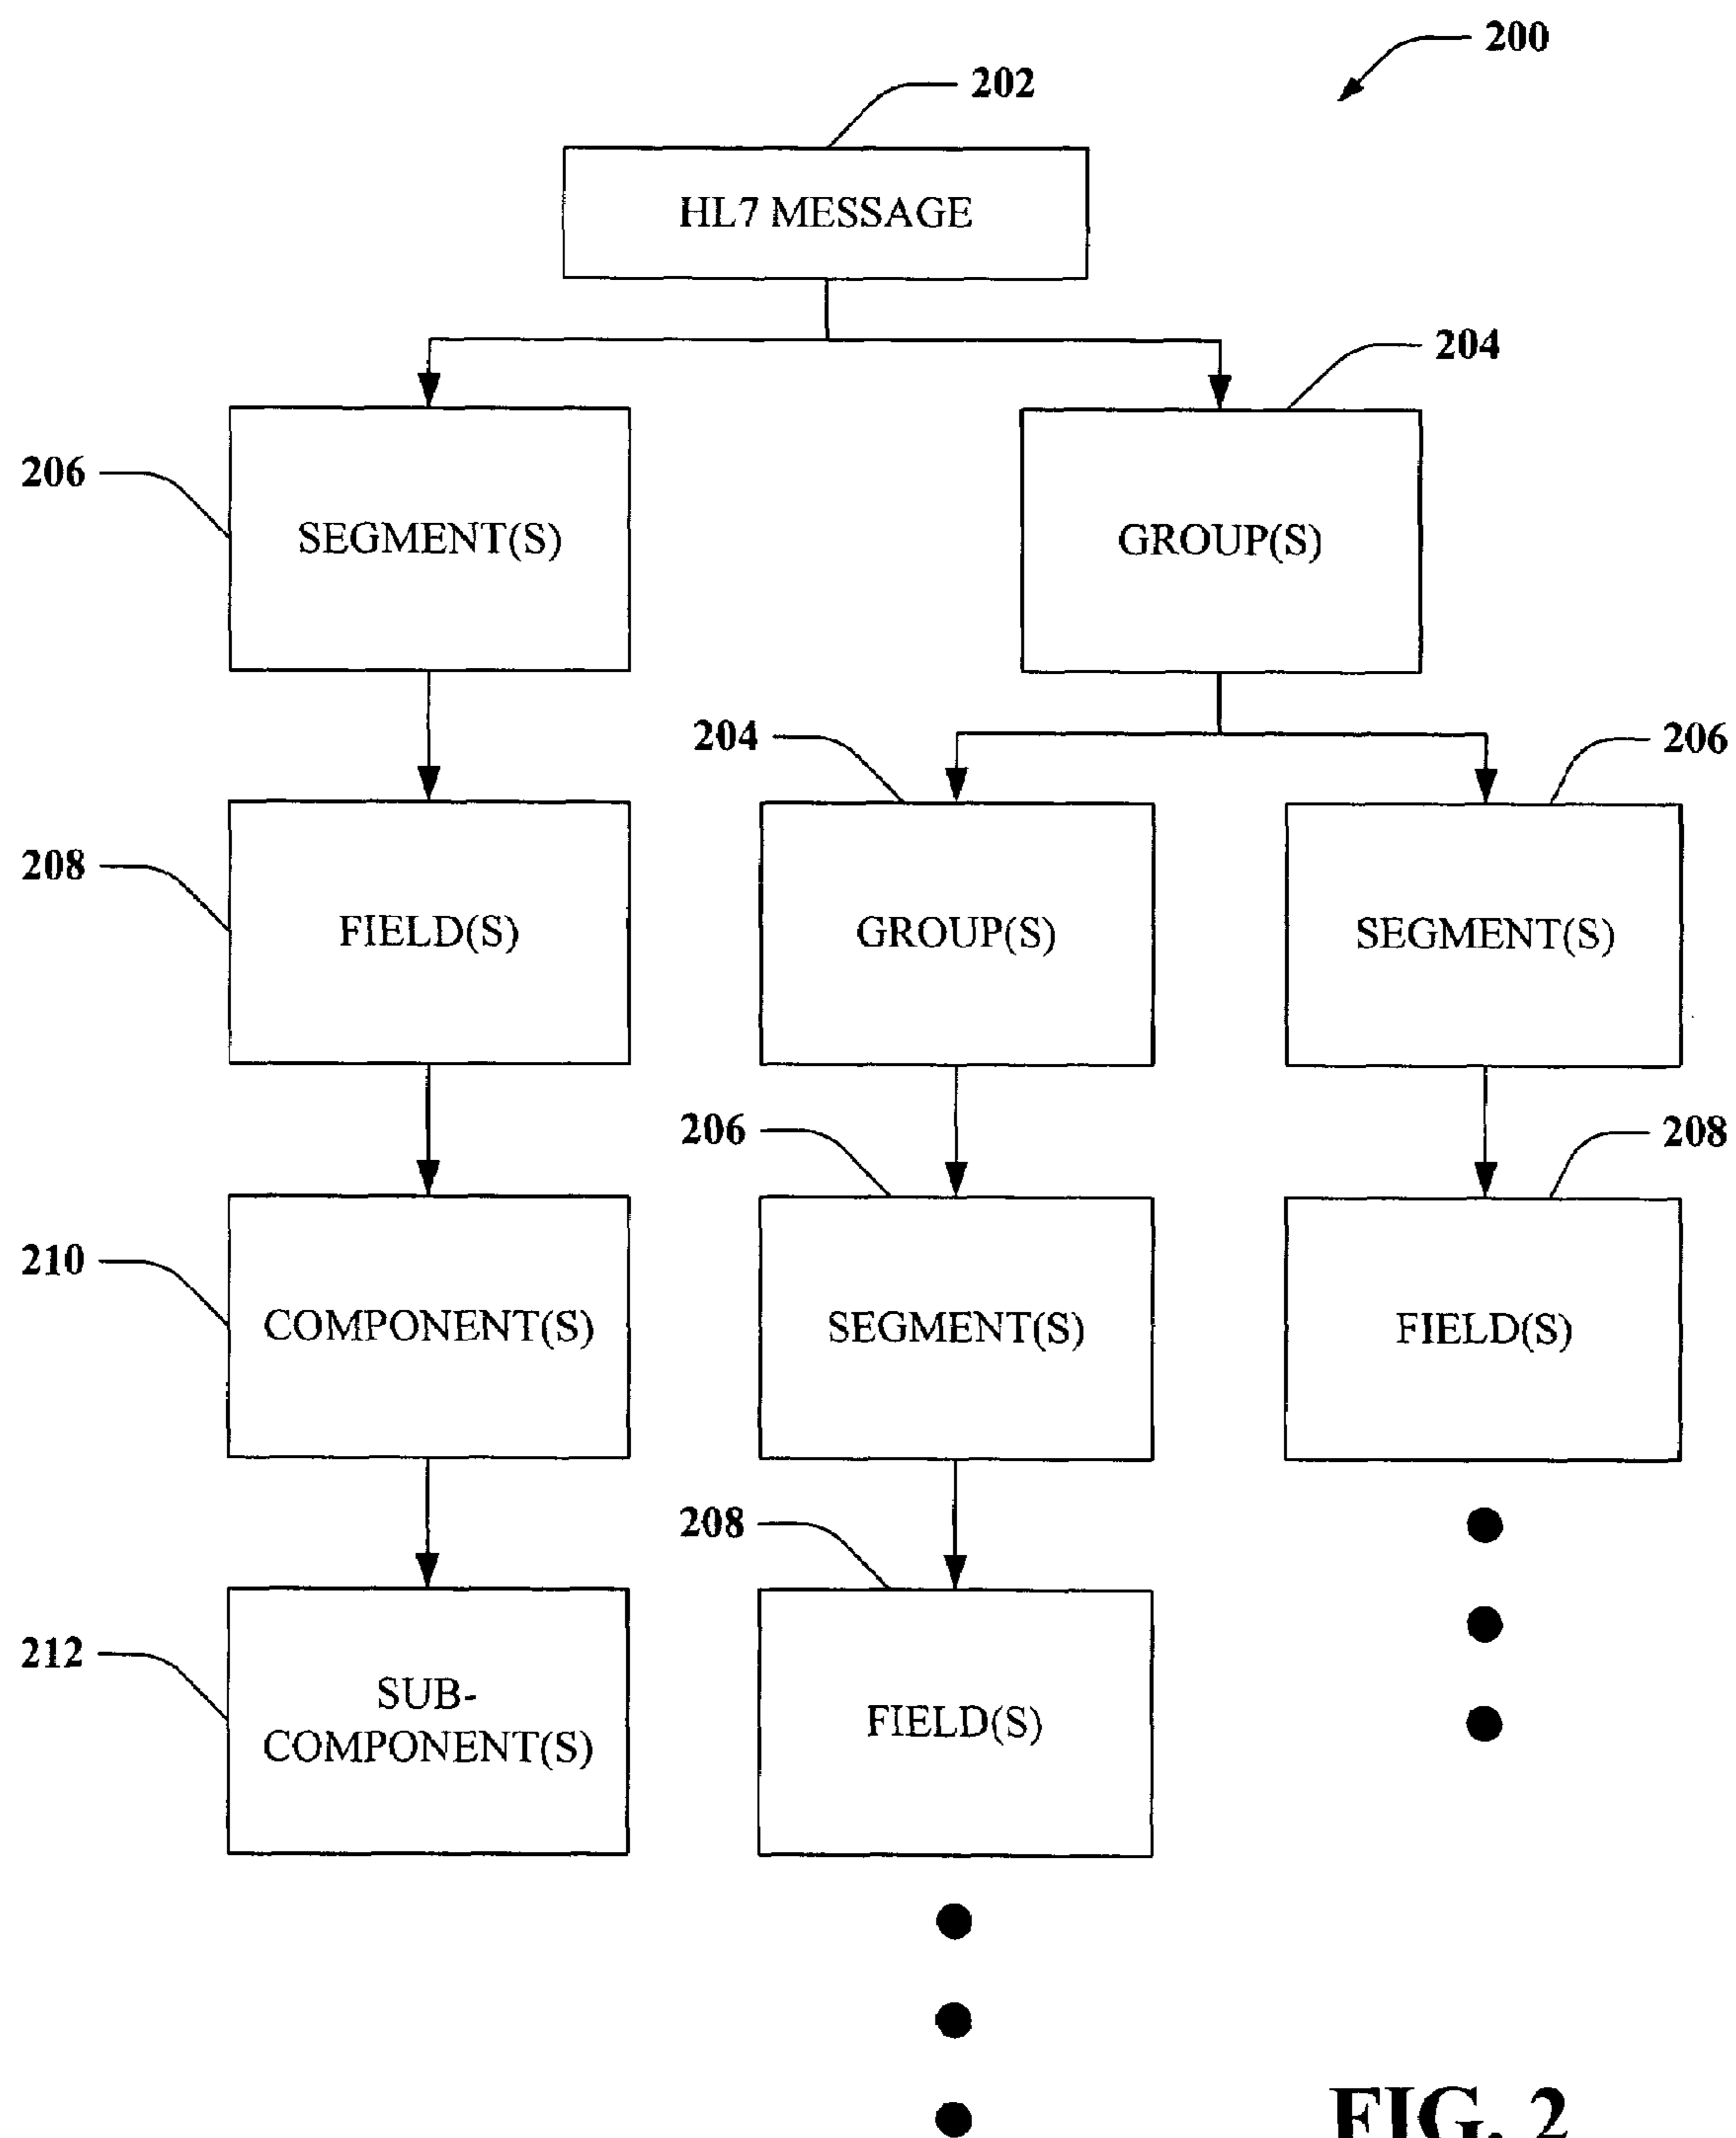 200
202
HL7 MESSAGE
204
206
SEGMENT(S)
GROUP(S)
204
206
208
FIELD(S)
GROUP(S)
SEGMENT(S)
206
208
210
COMPONENT(S)
SEGMENT(S)
FIELD(S)
208
212
SUB-
COMPONENT(S)
FIELD(S)
FIG. 2